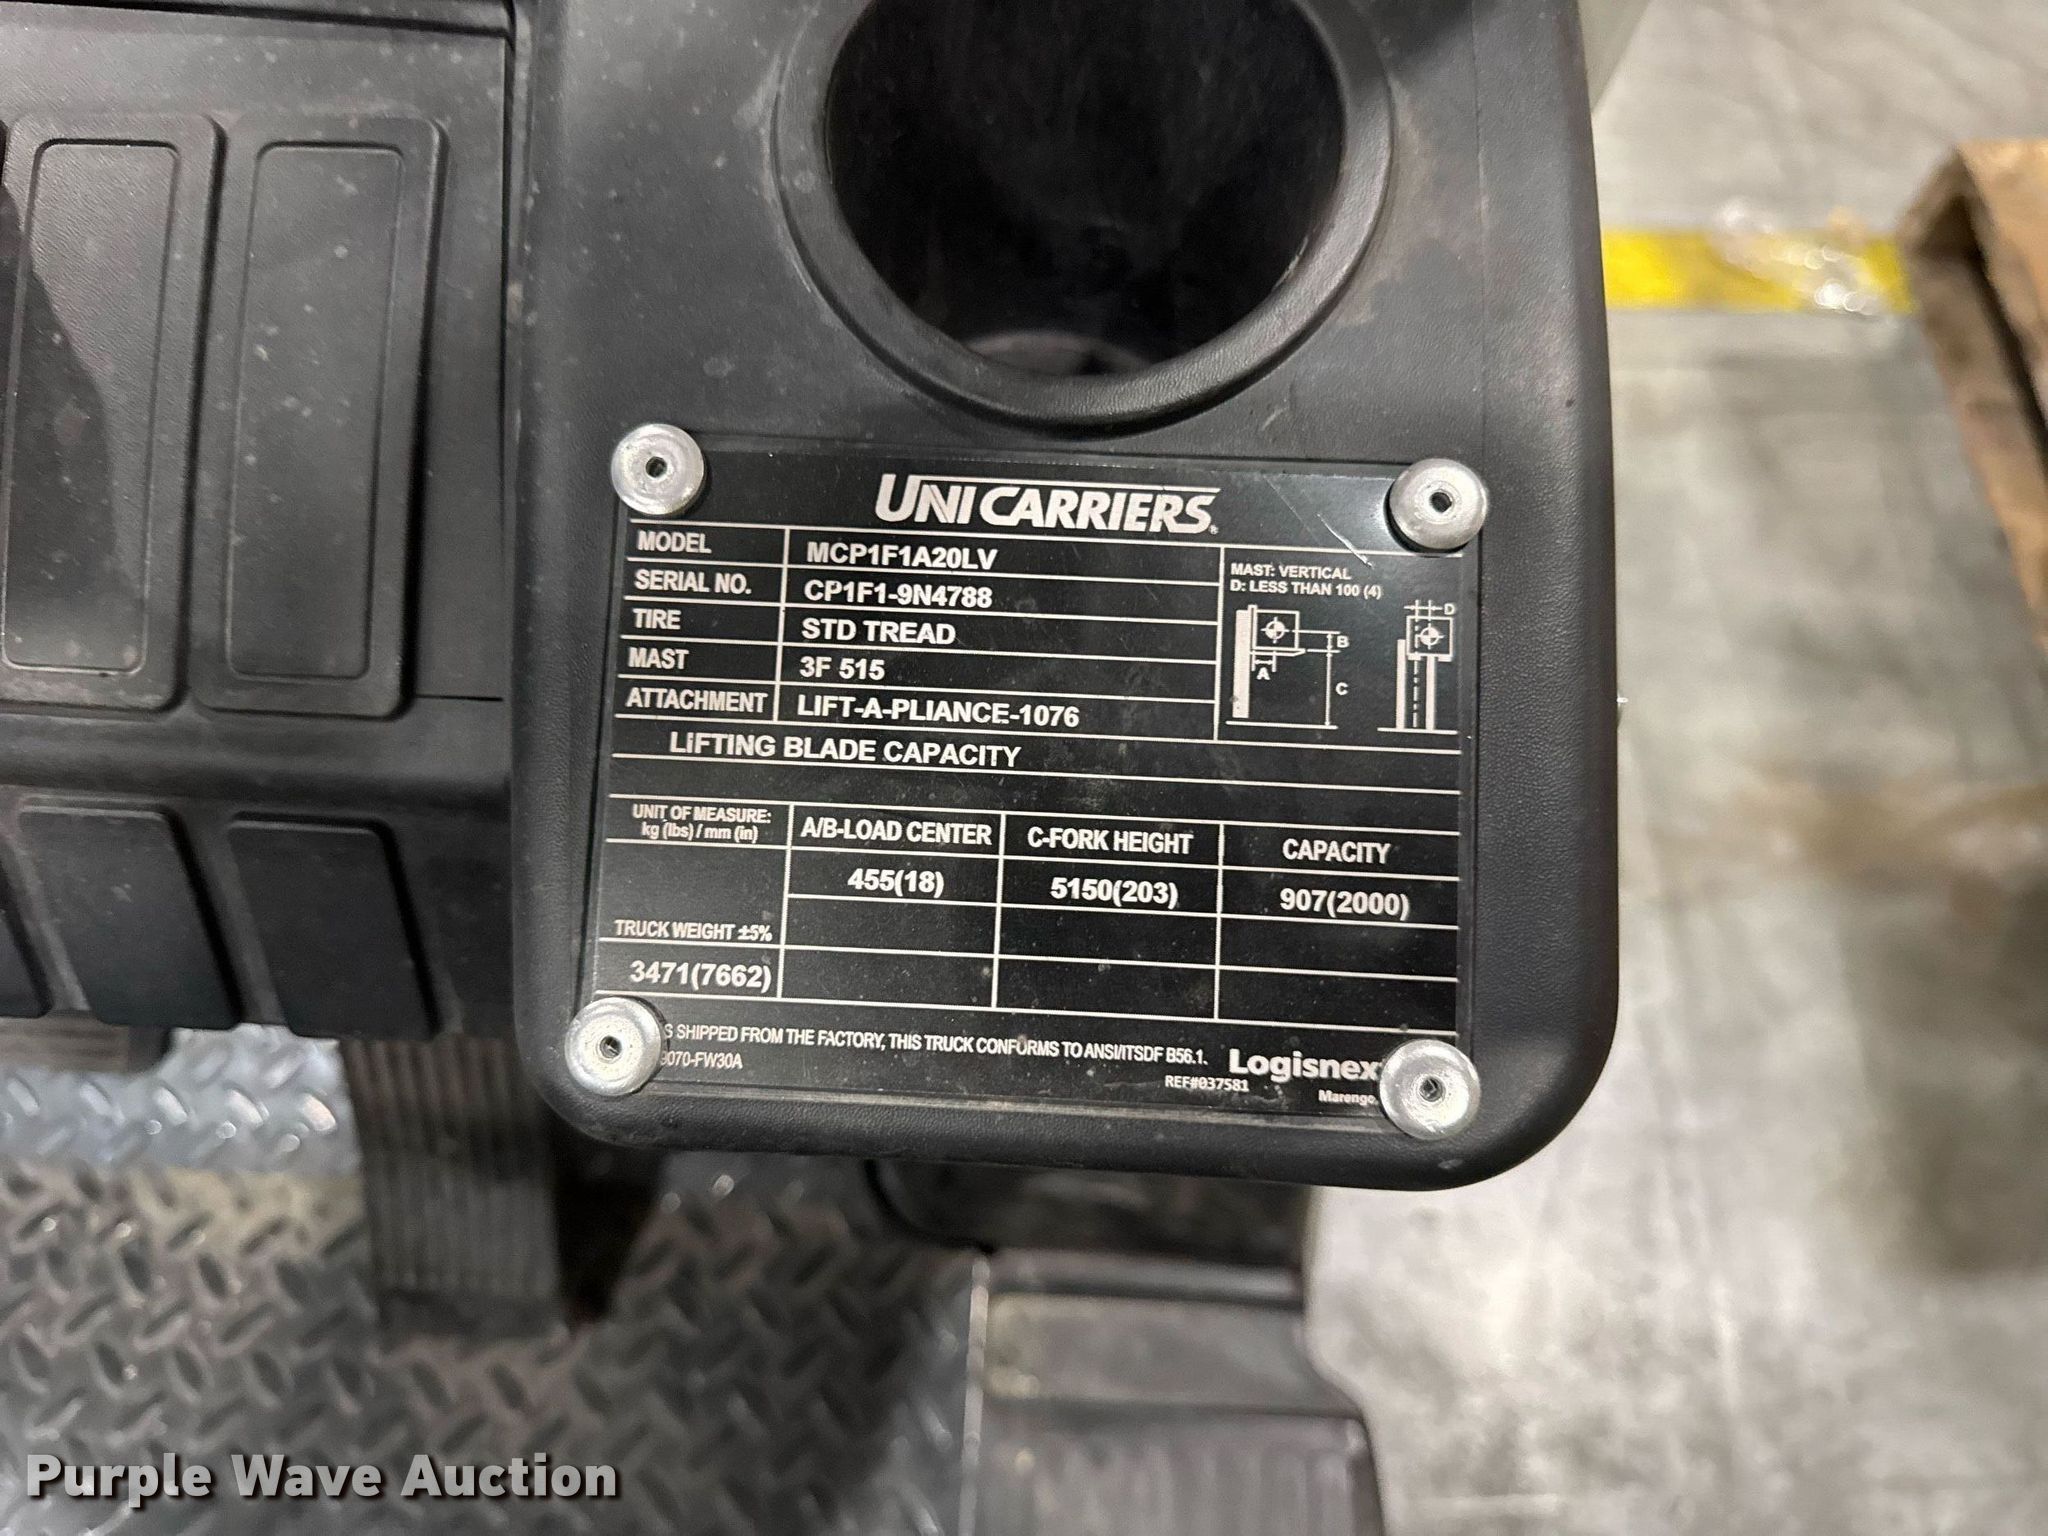 UNICARRIERS®
MODEL MCP1F1A20LV
SERIAL NO. CP1F1-9N4788
TIRE STD TREAD
MAST 3F 515
ATTACHMENT LIFT-A-PLIANCE-1076
MAST: VERTICAL
D: LESS THAN 100 (4)
D
B
A
C
LIFTING BLADE CAPACITY
UNIT OF MEASURE:
kg (lbs) / mm (in)
A/B-LOAD CENTER C-FORK HEIGHT CAPACITY
455(18) 5150(203) 907(2000)
TRUCK WEIGHT ±5%
3471(7662)
S SHIPPED FROM THE FACTORY, THIS TRUCK CONFORMS TO ANSI/ITSDF B56.1.
9070-FW30A
Logisnex
REF#037581
Marengo,
Purple Wave Auction